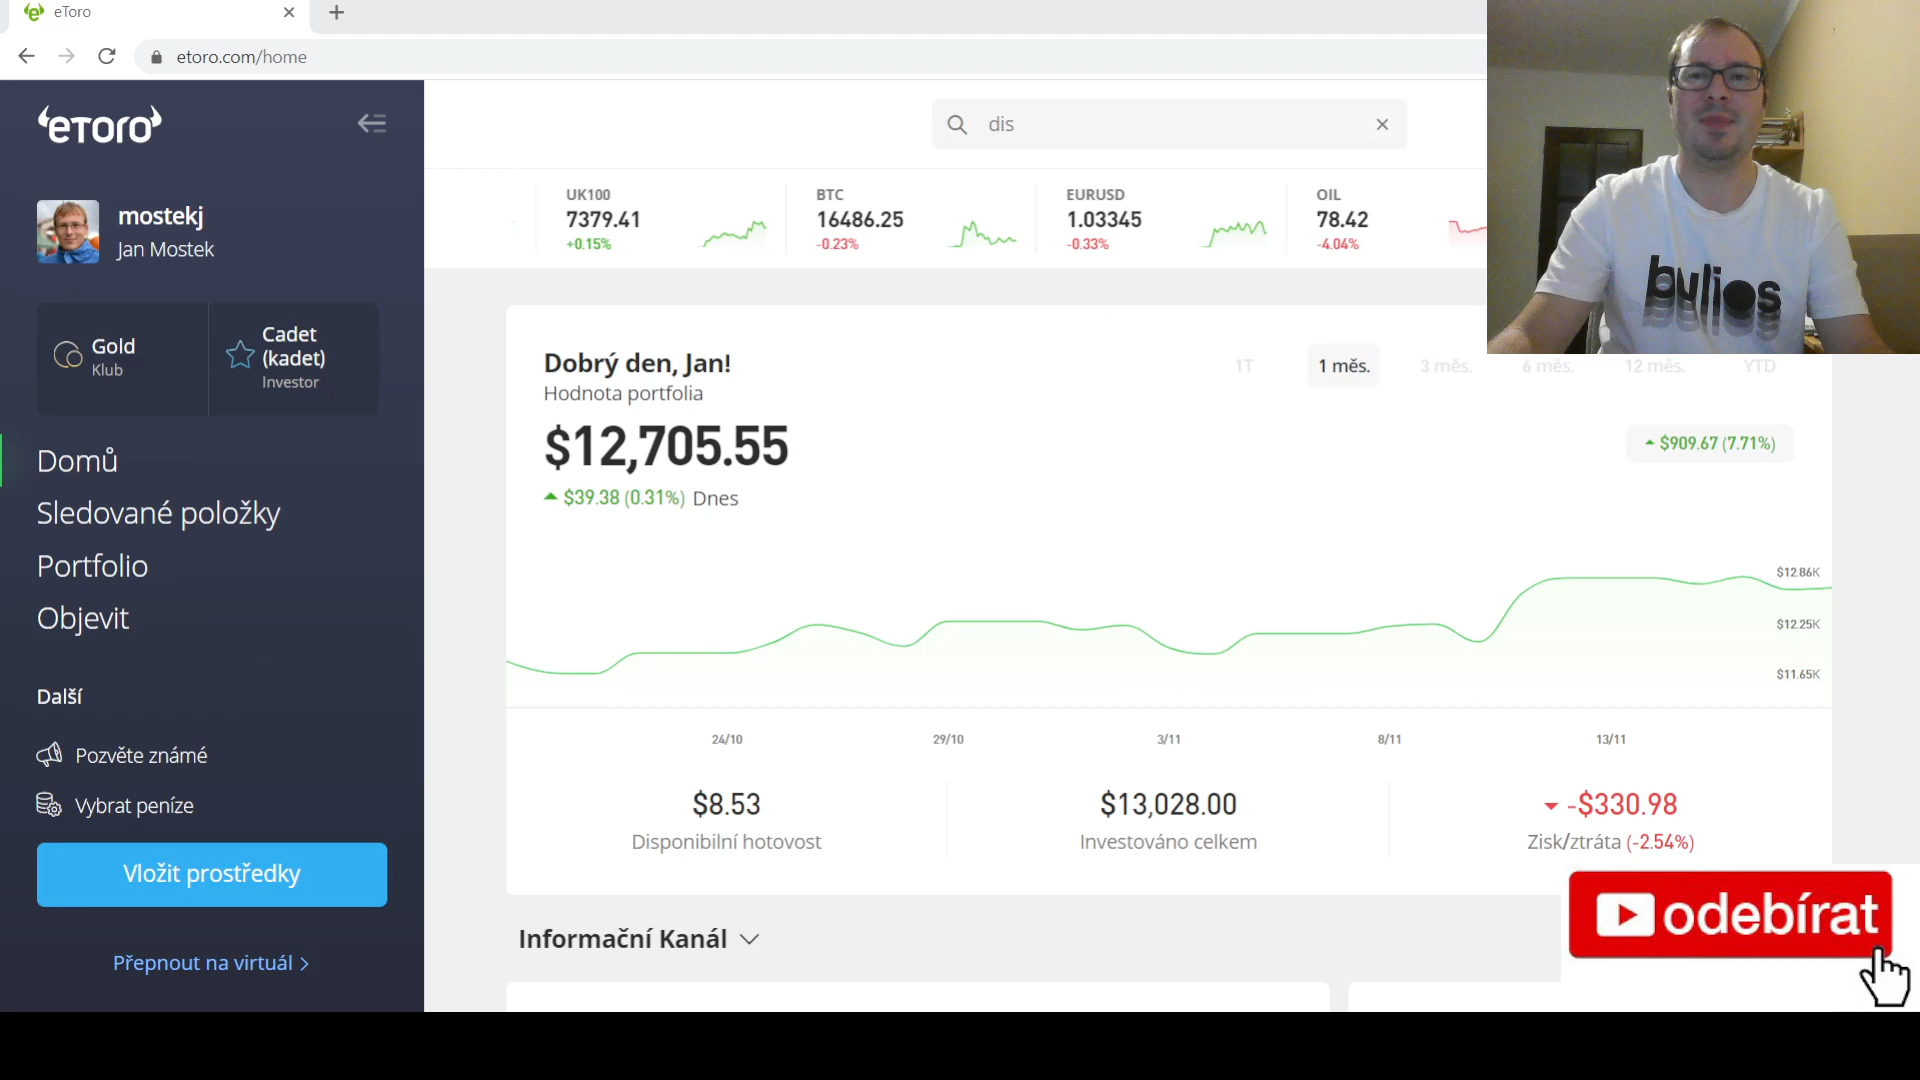 eToro
etoro.com/home
eToro
dis
mostekj
Jan Mostek
UK100
7379.41
+0.15%
BTC
16486.25
-0.23%
EURUSD
1.03345
-0.33%
OIL
78.42
-4.04%
bulios
Gold
Klub
Cadet
(kadet)
Investor
Dobrý den, Jan!
Hodnota portfolia
1T
1 měs.
3 měs.
6 měs.
12 měs.
YTD
$12,705.55
$909.67 (7.71%)
$39.38 (0.31%) Dnes
Domů
Sledované položky
Portfolio
Objevit
Další
Pozvěte známé
Vybrat peníze
Vložit prostředky
Přepnout na virtuál >
$12.86K
$12.25K
$11.65K
24/10
29/10
3/11
8/11
13/11
$8.53
Disponibilní hotovost
$13,028.00
Investováno celkem
-$330.98
Zisk/ztráta (-2.54%)
Informační Kanál
odebírat